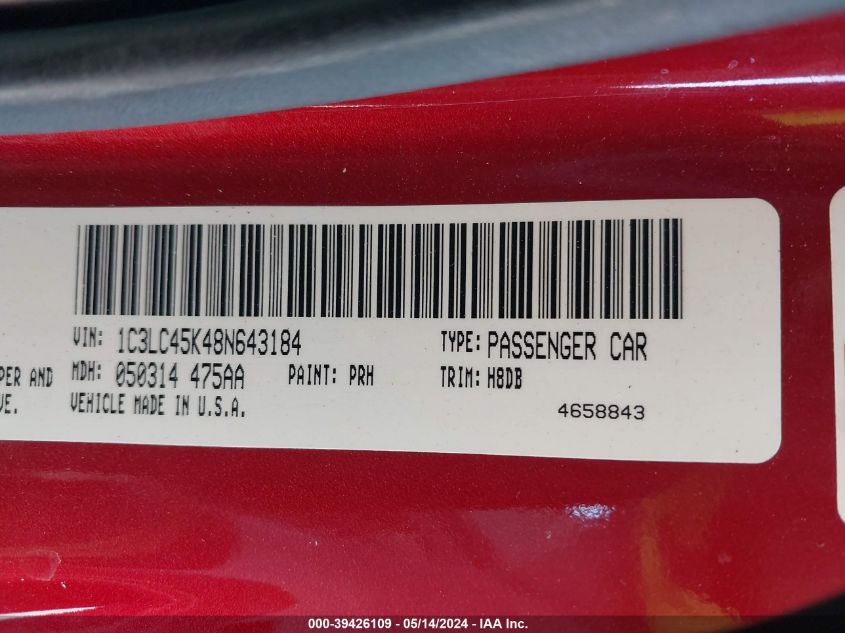 VIN: 1C3LC45K48N643184
TYPE: PASSENGER CAR
PER AND
MDH: 050314 475AA
PAINT: PRH
TRIM: H8DB
VE.
VEHICLE MADE IN U.S.A.
4658843
000-39426109 - 05/14/2024 - IAA Inc.